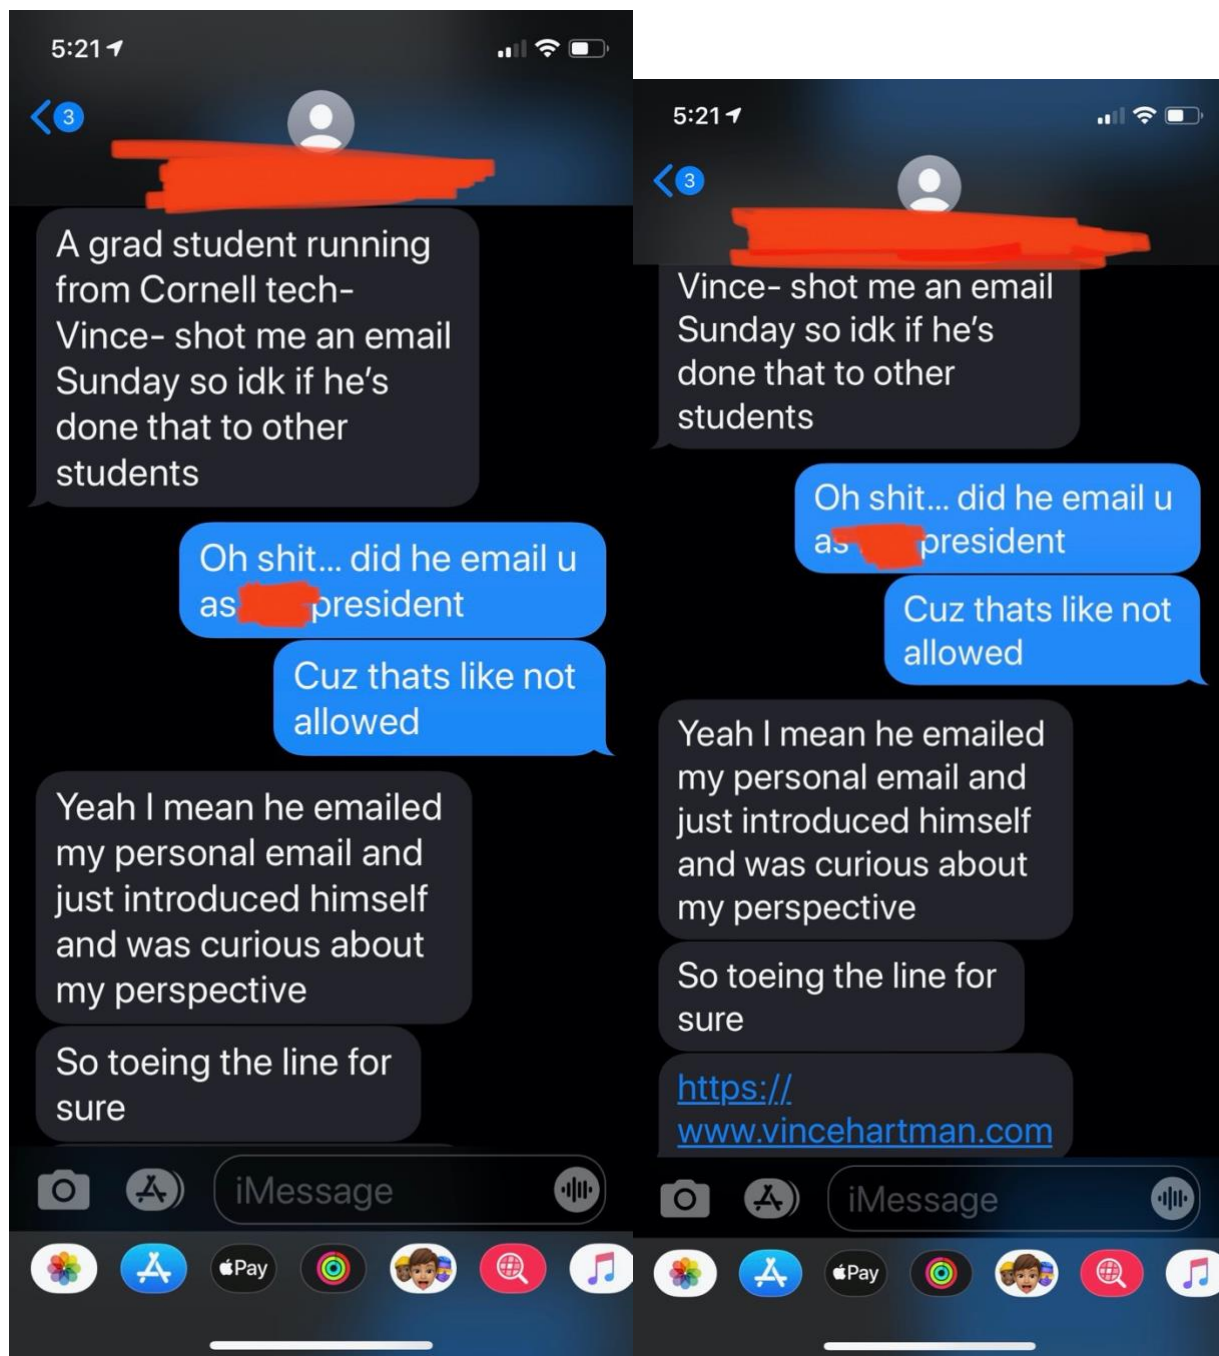 5:21
3
A grad student running
from Cornell tech-
Vince- shot me an email
Sunday so idk if he's
done that to other
students
Oh shit... did he email u
as president
Cuz thats like not
allowed
Yeah I mean he emailed
my personal email and
just introduced himself
and was curious about
my perspective
So toeing the line for
sure
iMessage
Pay
5:21
3
Vince- shot me an email
Sunday so idk if he's
done that to other
students
Oh shit... did he email u
as president
Cuz thats like not
allowed
Yeah I mean he emailed
my personal email and
just introduced himself
and was curious about
my perspective
So toeing the line for
sure
https://
www.vincehartman.com
iMessage
Pay